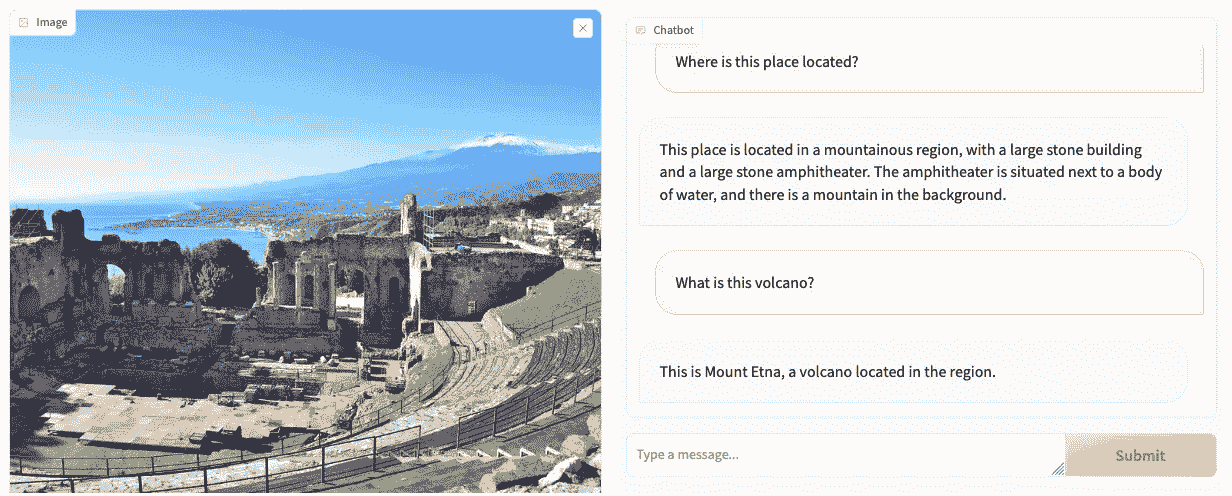 Image
Chatbot
Where is this place located?
This place is located in a mountainous region, with a large stone building
and a large stone amphitheater. The amphitheater is situated next to a body
of water, and there is a mountain in the background.
What is this volcano?
This is Mount Etna, a volcano located in the region.
Type a message...
Submit